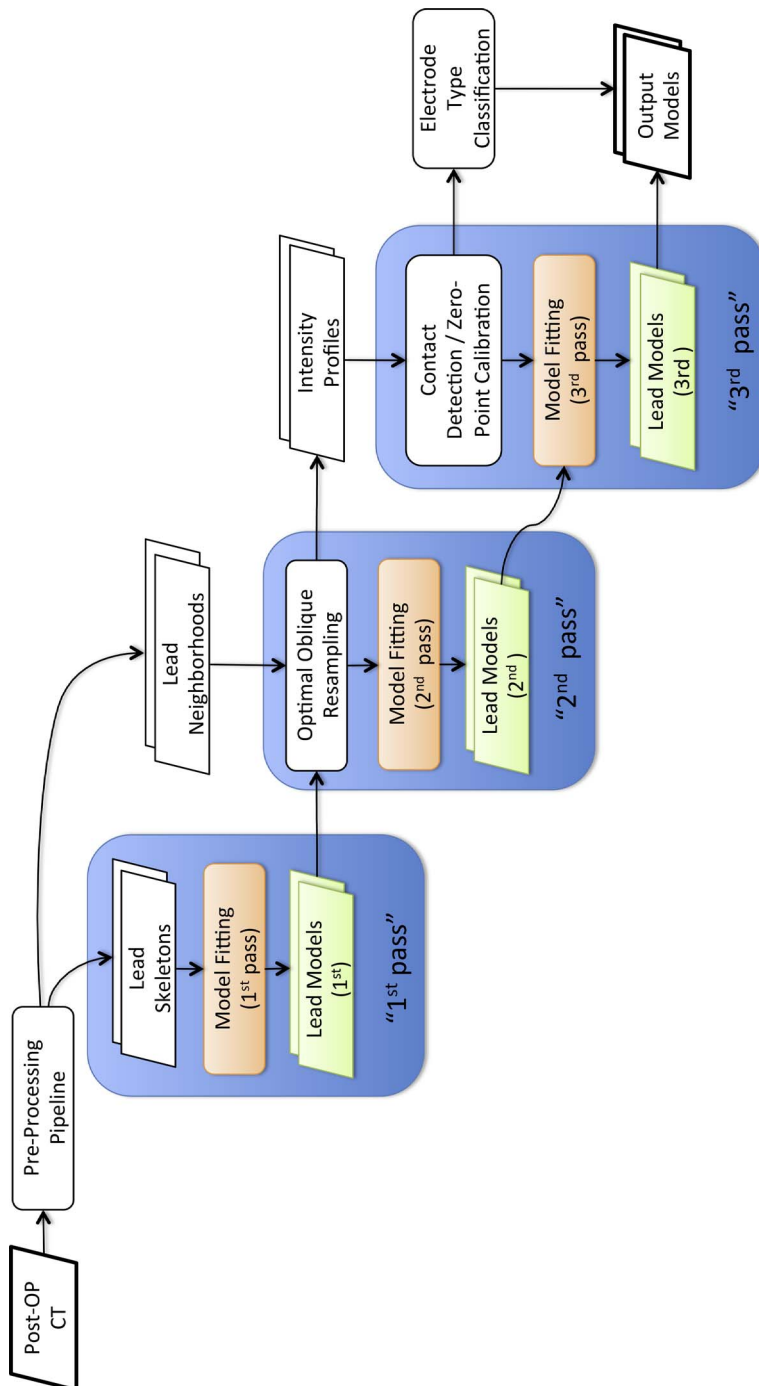 Post-OP
CT
Pre-Processing
Pipeline
Lead
Skeletons
Model Fitting
(1st pass)
Lead Models
(1st)
“1st pass”
Lead
Neighborhoods
Optimal Oblique
Resampling
Model Fitting
(2nd pass)
Lead Models
(2nd )
“2nd pass”
Intensity
Profiles
Contact
Detection / Zero-
Point Calibration
Model Fitting
(3rd pass)
Lead Models
(3rd )
“3rd pass”
Electrode
Type
Classification
Output
Models